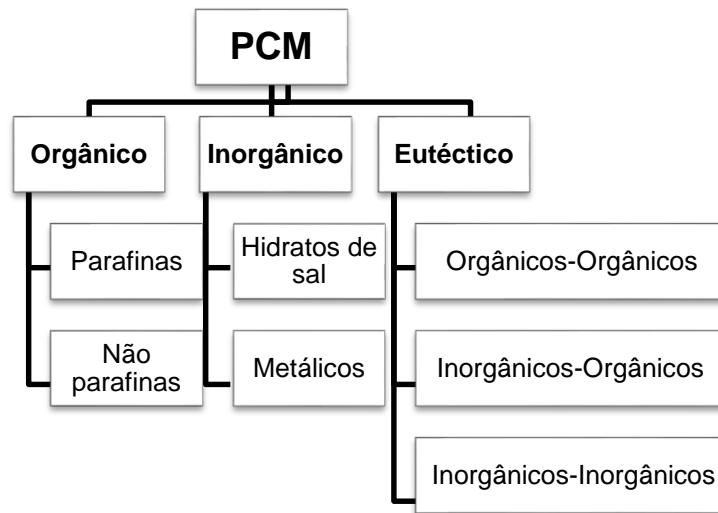 PCM
Orgânico
Inorgânico
Eutéctico
Parafinas
Não
parafinas
Hidratos de
sal
Metálicos
Orgânicos-Orgânicos
Inorgânicos-Orgânicos
Inorgânicos-Inorgânicos